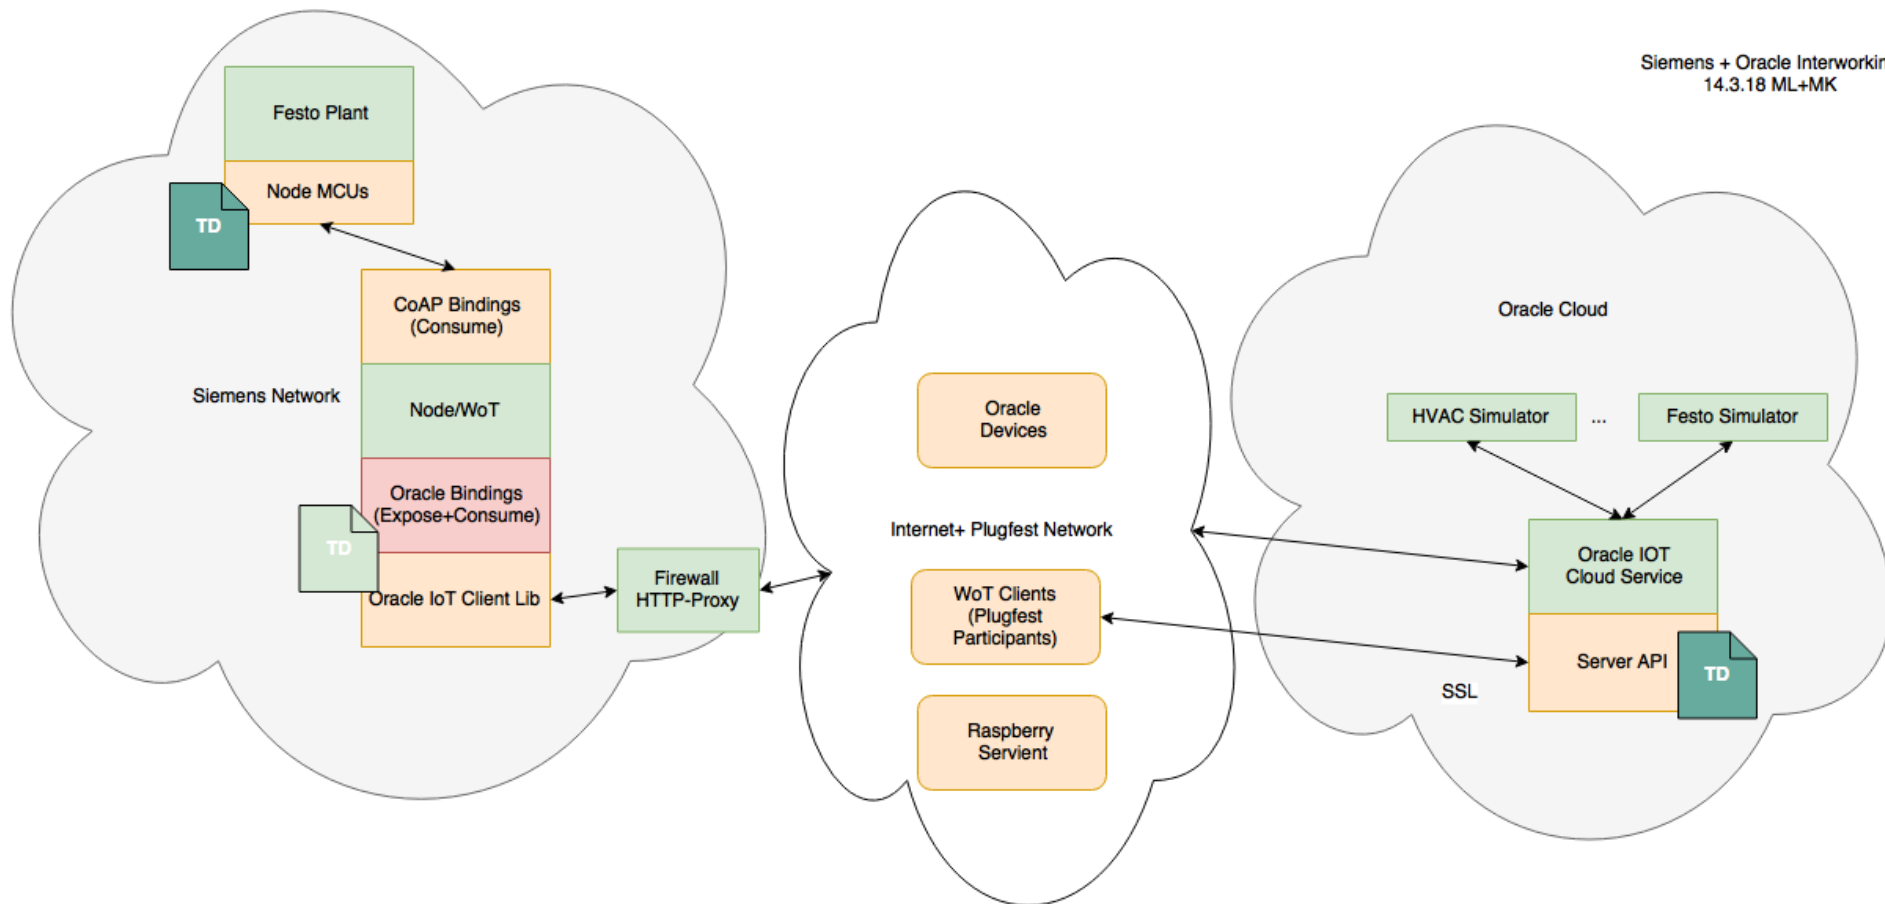 Siemens + Oracle Interworkin
14.3.18 ML+MK
Festo Plant
Node MCUs
TD
CoAP Bindings
(Consume)
Siemens Network
Node/WoT
Oracle Bindings
(Expose+Consume)
TD
Oracle IoT Client Lib
Firewall
HTTP-Proxy
Oracle
Devices
Internet+ Plugfest Network
WoT Clients
(Plugfest
Participants)
Raspberry
Servient
Oracle Cloud
HVAC Simulator
...
Festo Simulator
Oracle IOT
Cloud Service
Server API
TD
SSL